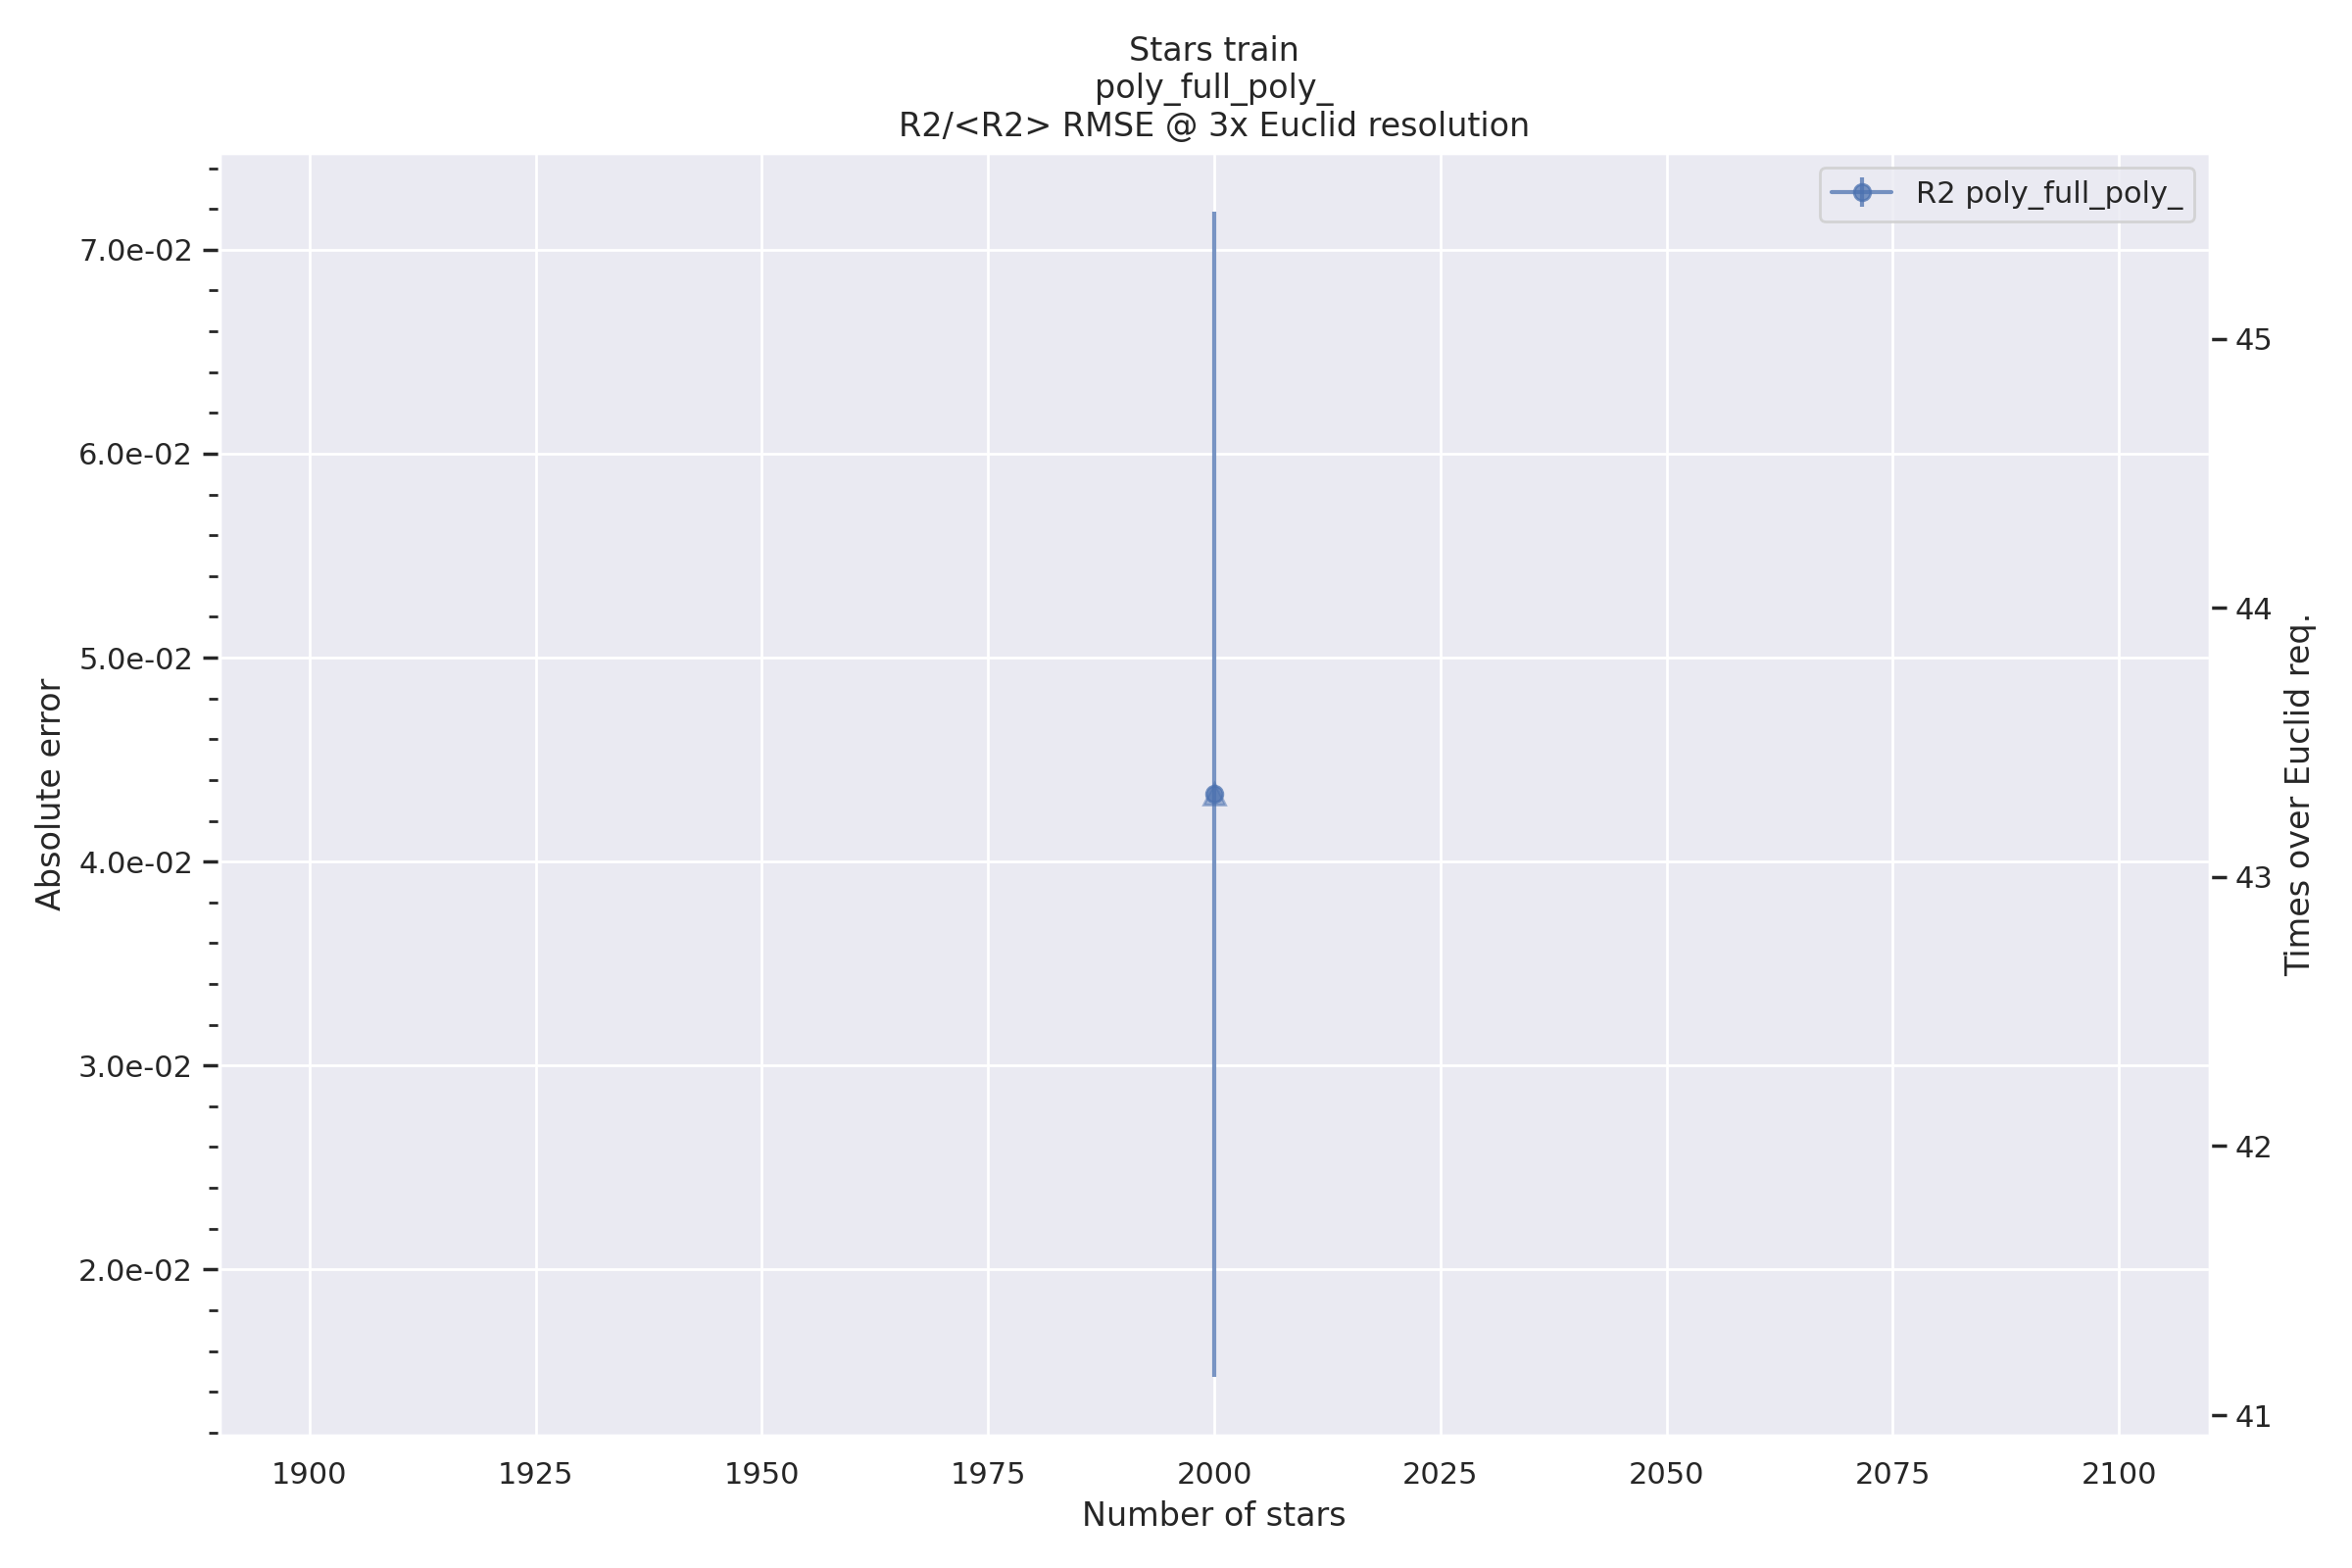 Stars train
poly_full_poly_
R2/<R2> RMSE @ 3x Euclid resolution
R2 poly_full_poly_
7.0e-02
6.0e-02
5.0e-02
4.0e-02
3.0e-02
2.0e-02
Absolute error
45
44
43
42
41
Times over Euclid req.
1900 1925 1950 1975 2000 2025 2050 2075 2100
Number of stars